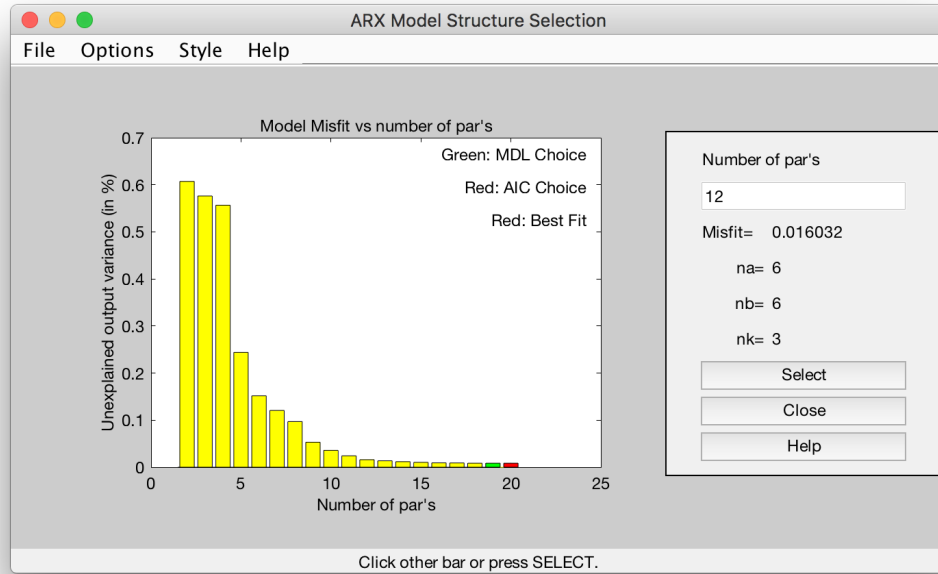 ARX Model Structure Selection
File Options Style Help
Model Misfit vs number of par's
Green: MDL Choice
Red: AIC Choice
Red: Best Fit
Unexplained output variance (in %)
0.7
0.6
0.5
0.4
0.3
0.2
0.1
0
0 5 10 15 20 25
Number of par's
Number of par's
12
Misfit= 0.016032
na= 6
nb= 6
nk= 3
Select
Close
Help
Click other bar or press SELECT.